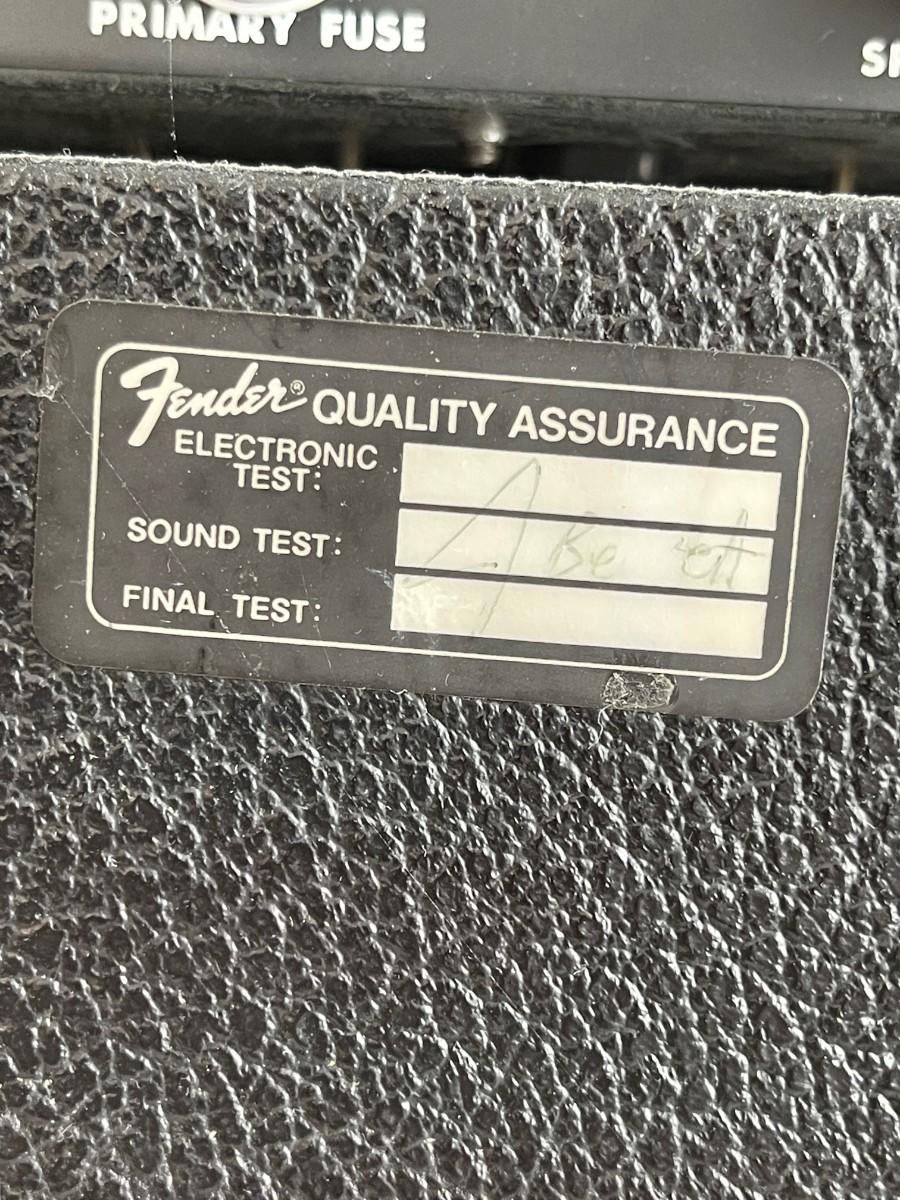 PRIMARY FUSE
Fender® QUALITY ASSURANCE
ELECTRONIC
TEST:
SOUND TEST:
FINAL TEST: